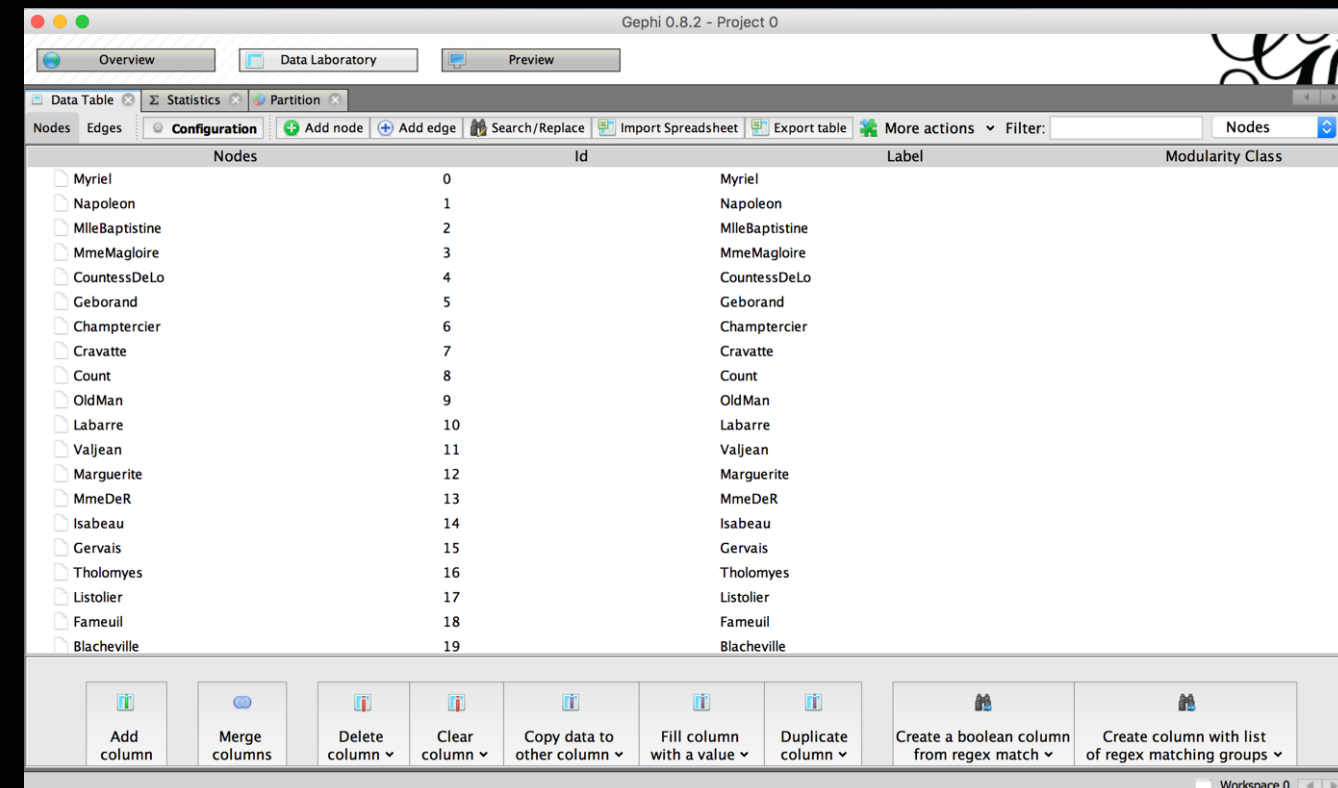 Gephi 0.8.2 - Project 0
Overview Data Laboratory Preview
Data Table Σ Statistics Partition
Nodes Edges Configuration Add node Add edge Search/Replace Import Spreadsheet Export table More actions Filter: Nodes
Nodes Id Label Modularity Class
Myriel 0 Myriel
Napoleon 1 Napoleon
MlleBaptistine 2 MlleBaptistine
MmeMagloire 3 MmeMagloire
CountessDeLo 4 CountessDeLo
Geborand 5 Geborand
Champtercier 6 Champtercier
Cravatte 7 Cravatte
Count 8 Count
OldMan 9 OldMan
Labarre 10 Labarre
Valjean 11 Valjean
Marguerite 12 Marguerite
MmeDeR 13 MmeDeR
Isabeau 14 Isabeau
Gervais 15 Gervais
Tholomyes 16 Tholomyes
Listolier 17 Listolier
Fameuil 18 Fameuil
Blacheville 19 Blacheville
Add Merge Delete Clear Copy data to Fill column Duplicate Create a boolean column Create column with list
column columns column column other column with a value column from regex match of regex matching groups
Workspace 0